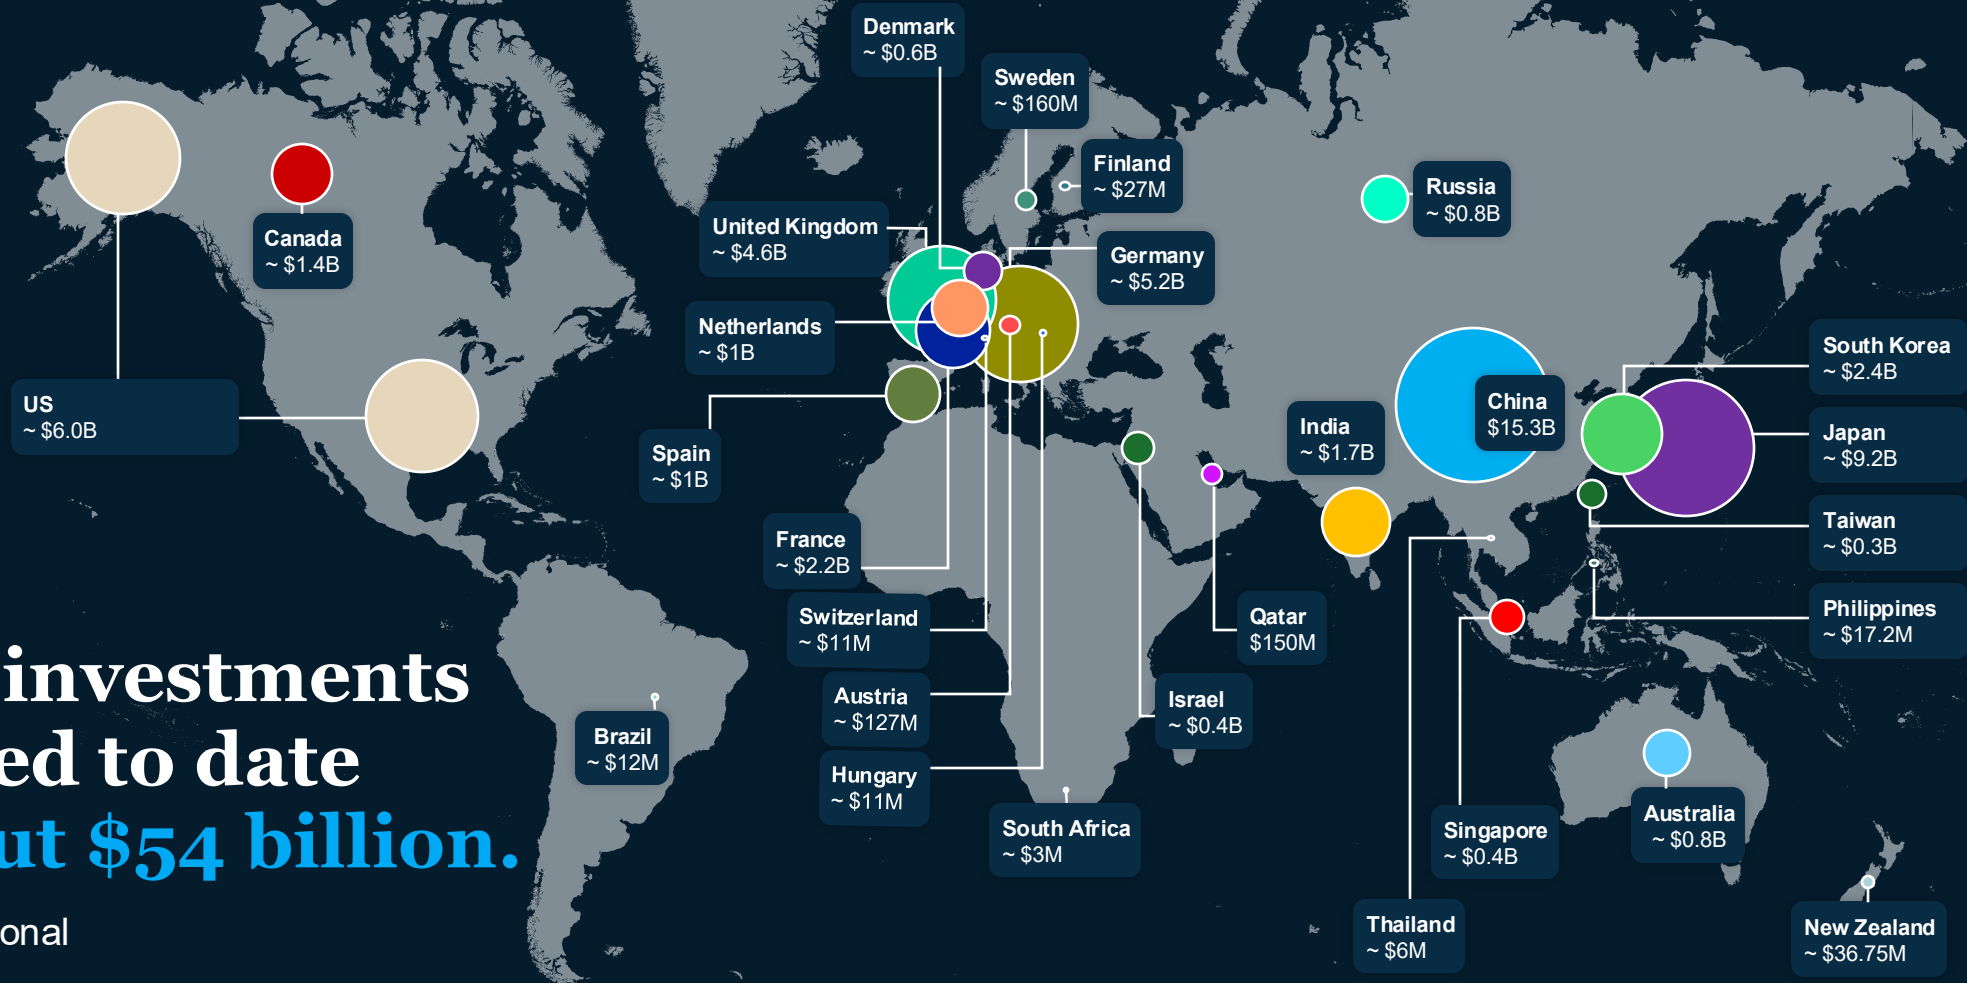 Denmark
~ $0.6B
Sweden
~ $160M
Finland
~ $27M
Russia
~ $0.8B
United Kingdom
~ $4.6B
Canada
~ $1.4B
Germany
~ $5.2B
Netherlands
~ $1B
South Korea
~ $2.4B
US
~ $6.0B
China
$15.3B
India
~ $1.7B
Japan
~ $9.2B
Spain
~ $1B
Taiwan
~ $0.3B
France
~ $2.2B
Switzerland
~ $11M
Qatar
$150M
Philippines
~ $17.2M
Austria
~ $127M
Israel
~ $0.4B
Brazil
~ $12M
Hungary
~ $11M
South Africa
~ $3M
Singapore
~ $0.4B
Australia
~ $0.8B
Thailand
~ $6M
New Zealand
~ $36.75M
investments
ed to date
ut $54 billion.
onal